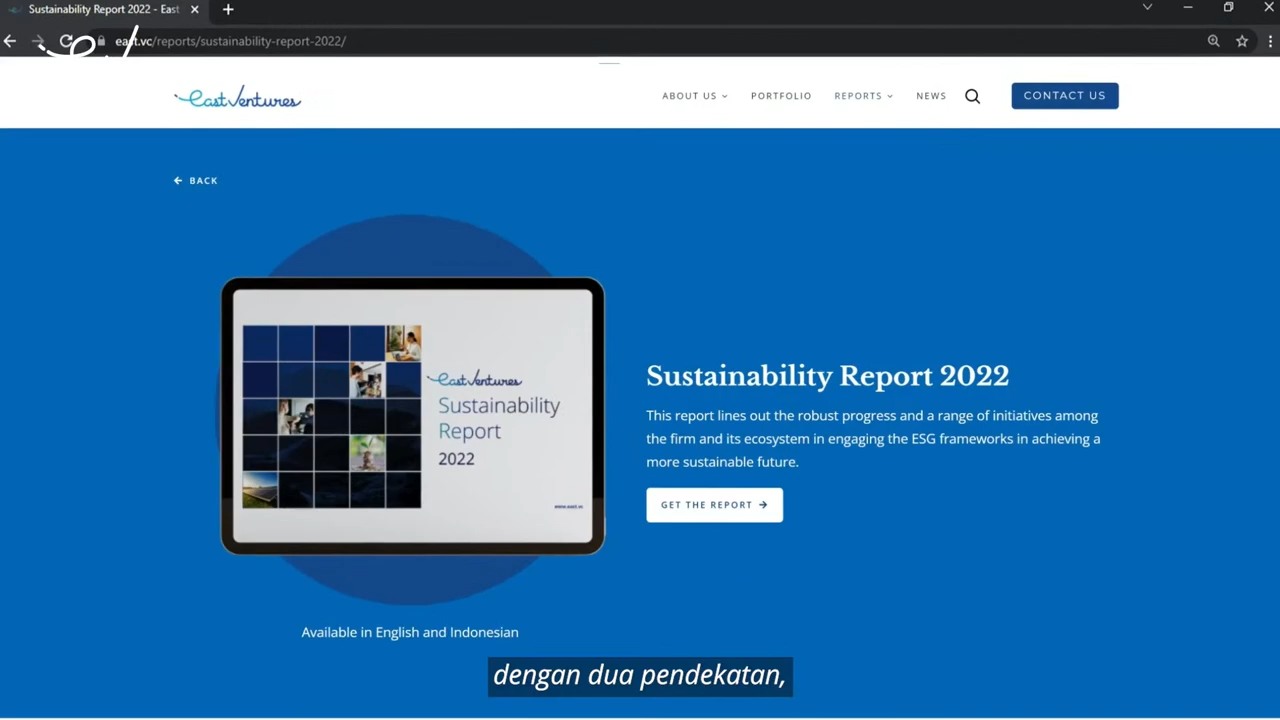 Sustainability Report 2022 - East
east.vc/reports/sustainability-report-2022/
East Ventures
ABOUT US
PORTFOLIO
REPORTS
NEWS
CONTACT US
BACK
East Ventures
Sustainability
Report
2022
www.east.vc
Sustainability Report 2022
This report lines out the robust progress and a range of initiatives among
the firm and its ecosystem in engaging the ESG frameworks in achieving a
more sustainable future.
GET THE REPORT
Available in English and Indonesian
dengan dua pendekatan,